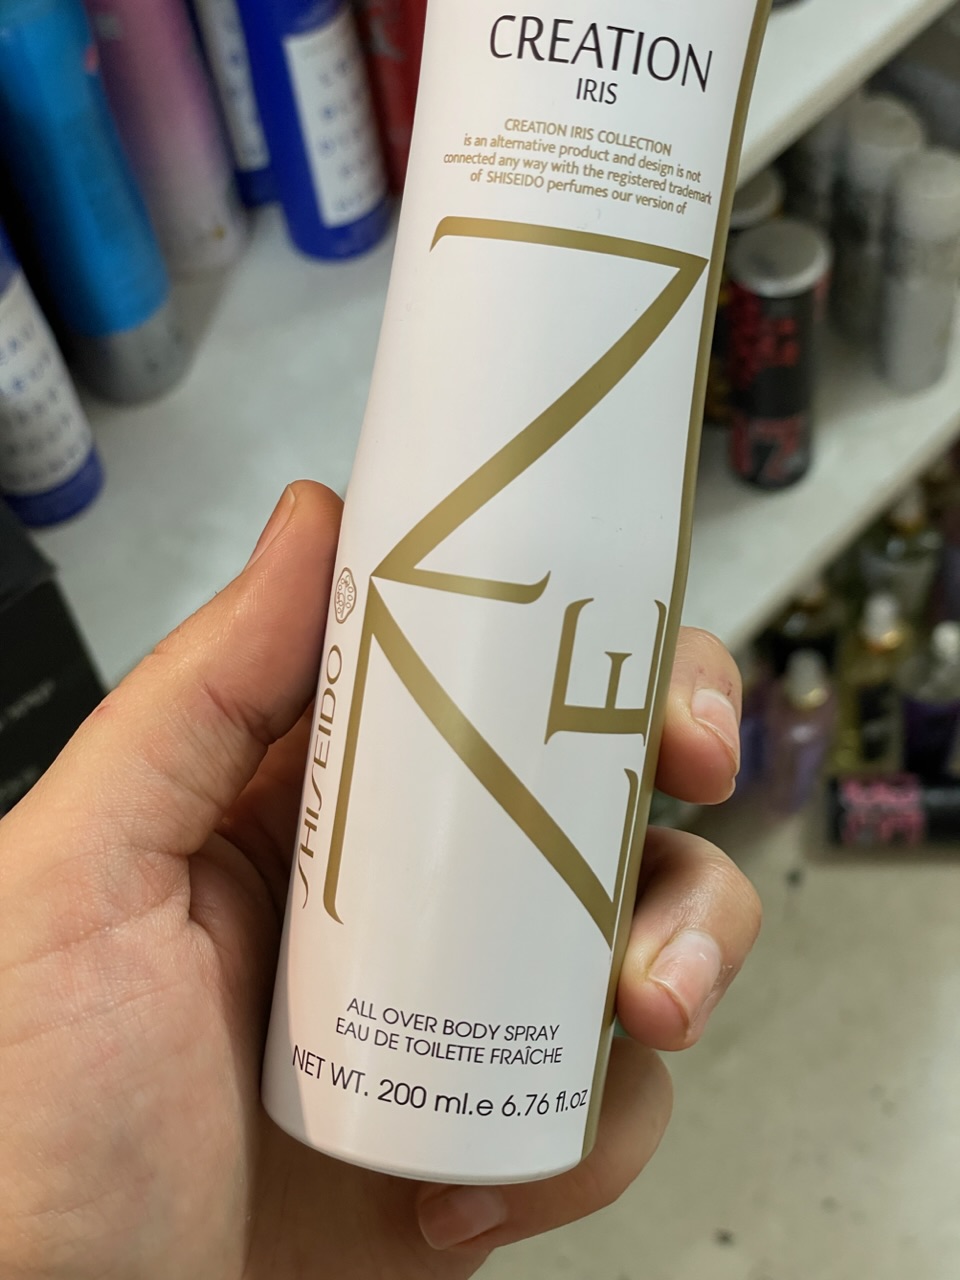 CREATION
IRIS
CREATION IRIS COLLECTION
is an alternative product and design is not
connected any way with the registered trademark
of SHISEIDO perfumes our version of
ZEN
SHISEIDO
ALL OVER BODY SPRAY
EAU DE TOILETTE FRAÎCHE
NET WT. 200 ml.e 6.76 fl.oz